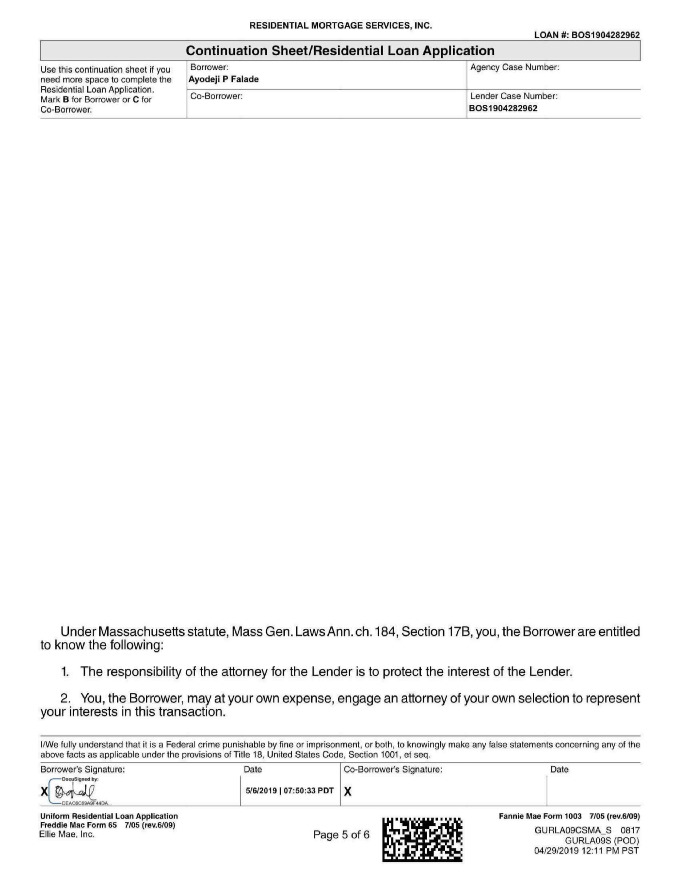 RESIDENTIAL MORTGAGE SERVICES, INC.
LOAN #: BOS1904282962
Continuation Sheet/Residential Loan Application
Use this continuation sheet if you
need more space to complete the
Residential Loan Application.
Mark B for Borrower or C for
Co-Borrower.
Borrower:
Ayodeji P Falade
Agency Case Number:
Co-Borrower:
Lender Case Number:
BOS1904282962
Under Massachusetts statute, Mass Gen. Laws Ann. ch. 184, Section 17B, you, the Borrower are entitled
to know the following:
1. The responsibility of the attorney for the Lender is to protect the interest of the Lender.
2. You, the Borrower, may at your own expense, engage an attorney of your own selection to represent
your interests in this transaction.
I/We fully understand that it is a Federal crime punishable by fine or imprisonment, or both, to knowingly make any false statements concerning any of the
above facts as applicable under the provisions of Title 18, United States Code, Section 1001, et seq.
Borrower's Signature:
Date
Co-Borrower's Signature:
Date
DocuSigned by:
X
5/6/2019 | 07:50:33 PDT
X
Uniform Residential Loan Application
Freddie Mac Form 65 7/05 (rev.6/09)
Ellie Mae, Inc.
Page 5 of 6
Fannie Mae Form 1003 7/05 (rev.6/09)
GURLA09CSMA_S 0817
GURLA09S (POD)
04/29/2019 12:11 PM PST